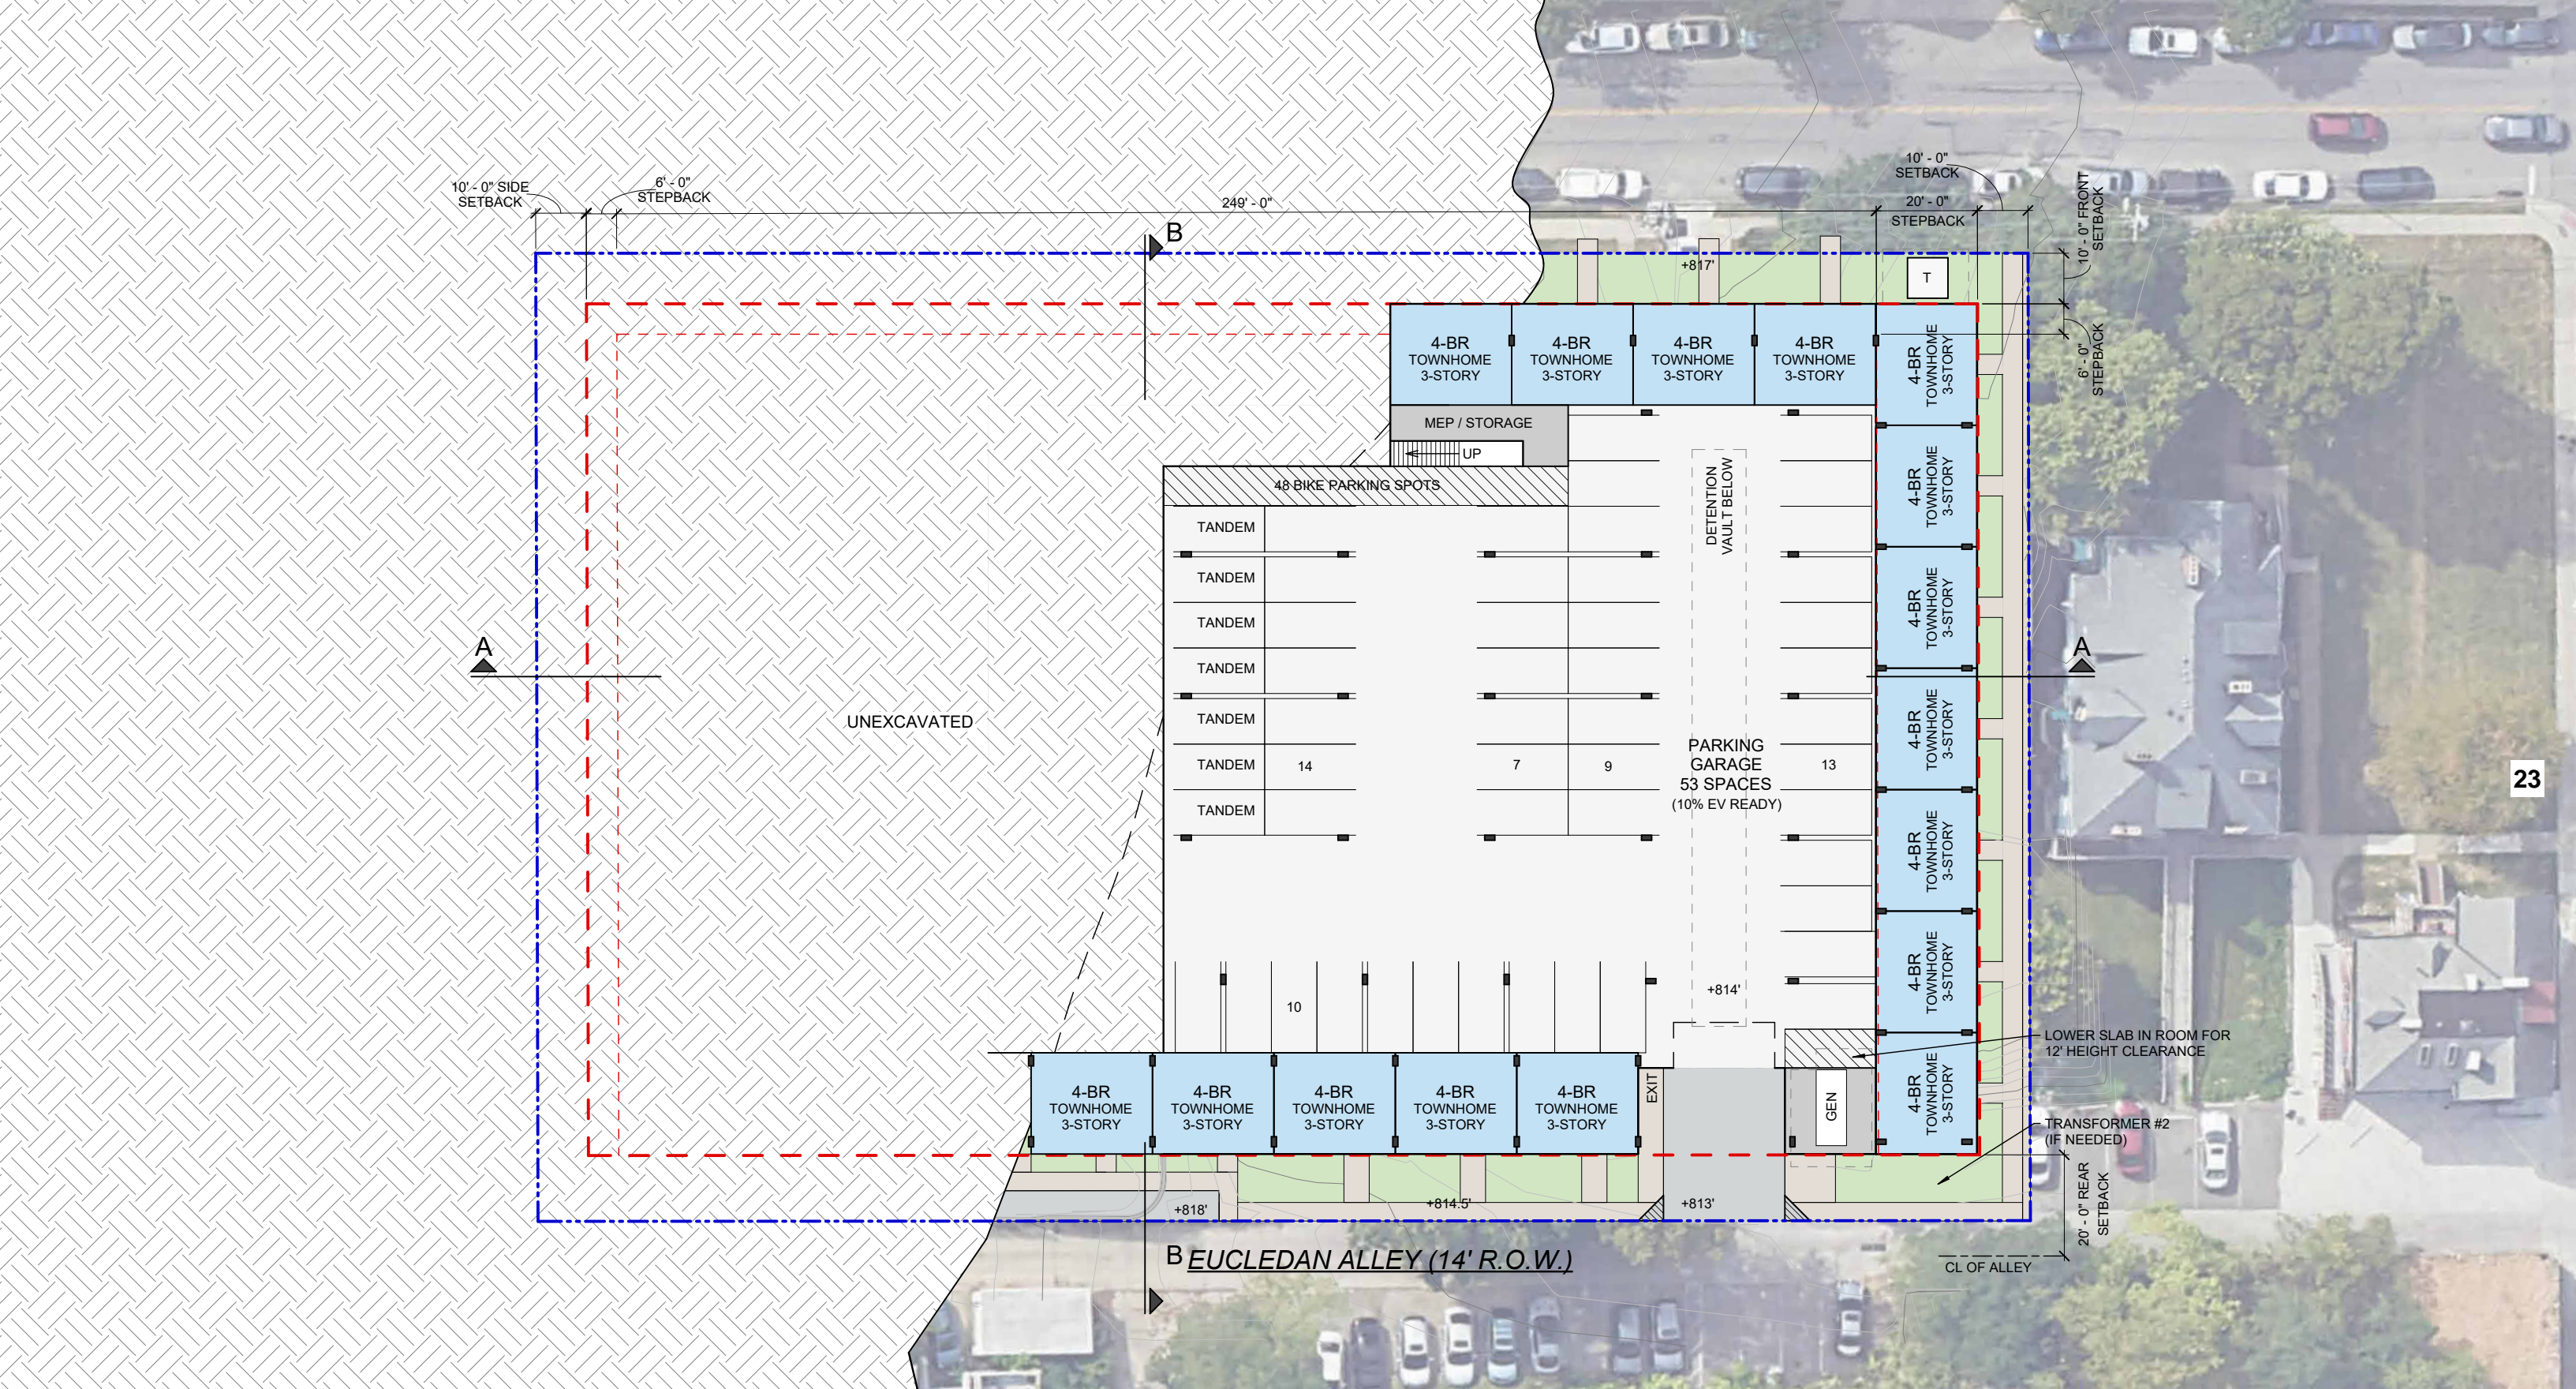 10' - 0" SIDE
SETBACK
6' - 0"
STEPBACK
249' - 0"
10' - 0"
SETBACK
20' - 0"
STEPBACK
10' - 0" FRONT
SETBACK
6' - 0"
STEPBACK
B
+817'
T
4-BR
TOWNHOME
3-STORY
4-BR
TOWNHOME
3-STORY
4-BR
TOWNHOME
3-STORY
4-BR
TOWNHOME
3-STORY
4-BR
TOWNHOME
3-STORY
MEP / STORAGE
UP
48 BIKE PARKING SPOTS
DETENTION
VAULT BELOW
4-BR
TOWNHOME
3-STORY
TANDEM
TANDEM
TANDEM
TANDEM
TANDEM
TANDEM
TANDEM
4-BR
TOWNHOME
3-STORY
A
A
UNEXCAVATED
4-BR
TOWNHOME
3-STORY
14
7
9
PARKING
GARAGE
53 SPACES
(10% EV READY)
13
23
4-BR
TOWNHOME
3-STORY
4-BR
TOWNHOME
3-STORY
+814'
10
LOWER SLAB IN ROOM FOR
12' HEIGHT CLEARANCE
4-BR
TOWNHOME
3-STORY
4-BR
TOWNHOME
3-STORY
4-BR
TOWNHOME
3-STORY
4-BR
TOWNHOME
3-STORY
4-BR
TOWNHOME
3-STORY
EXIT
GEN
4-BR
TOWNHOME
3-STORY
TRANSFORMER #2
(IF NEEDED)
+818'
+814.5'
+813'
20' - 0" REAR
SETBACK
B
EUCLEDAN ALLEY (14' R.O.W.)
CL OF ALLEY